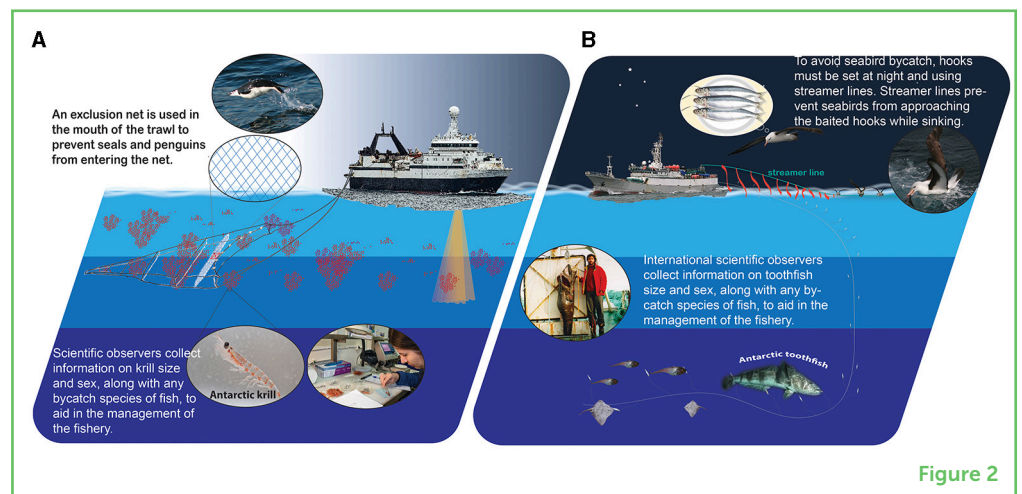 A
An exclusion net is used in
the mouth of the trawl to
prevent seals and penguins
from entering the net.
Scientific observers collect
information on krill size
and sex, along with any
bycatch species of fish, to
aid in the management of
the fishery.
Antarctic krill
B
To avoid seabird bycatch, hooks
must be set at night and using
streamer lines. Streamer lines pre-
vent seabirds from approaching
the baited hooks while sinking.
streamer line
International scientific observers
collect information on toothfish
size and sex, along with any by-
catch species of fish, to aid in the
management of the fishery.
Antarctic toothfish
Figure 2